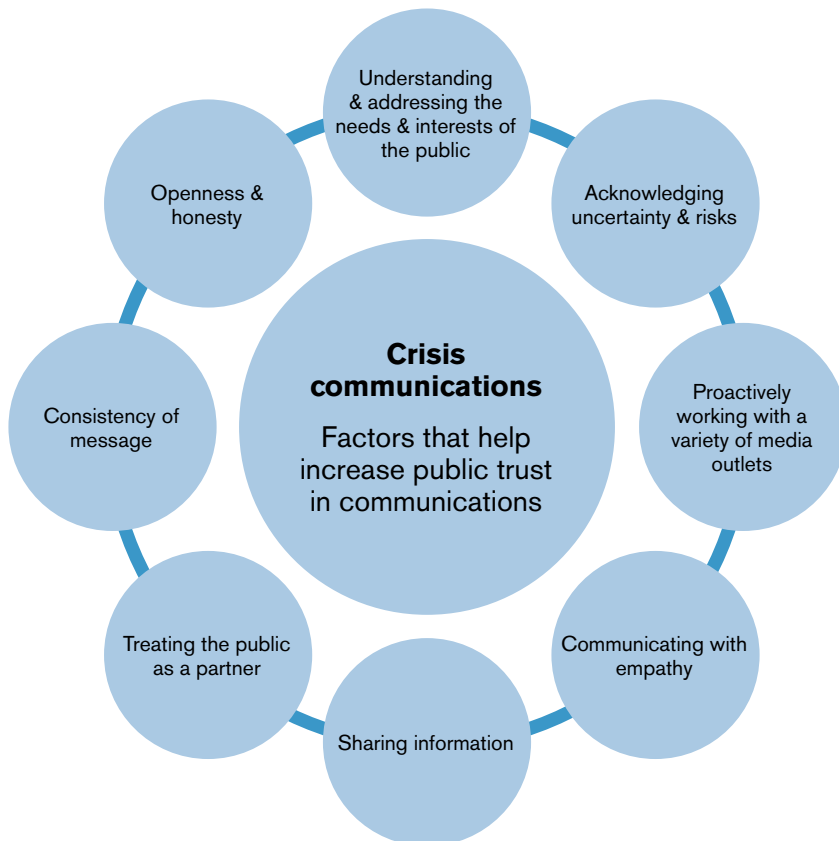 Understanding
& addressing the
needs & interests of
the public
Acknowledging
uncertainty & risks
Proactively
working with a
variety of media
outlets
Communicating with
empathy
Sharing information
Treating the public
as a partner
Consistency of
message
Openness &
honesty
Crisis
communications
Factors that help
increase public trust
in communications